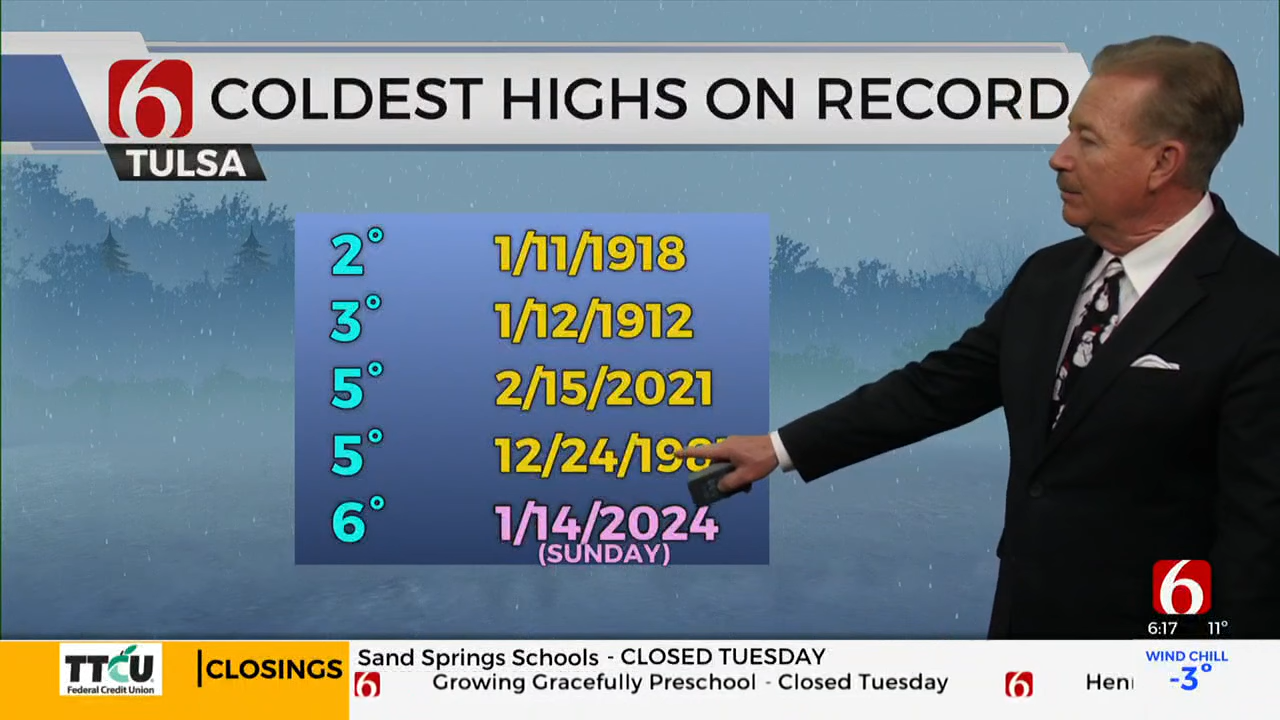 6 COLDEST HIGHS ON RECORD
TULSA
2° 1/11/1918
3° 1/12/1912
5° 2/15/2021
5°
6° 1/14/2024
(SUNDAY)
6
6:17 11°
WIND CHILL
-3°
TTCU
Federal Credit Union
CLOSINGS
Sand Springs Schools - CLOSED TUESDAY
6 Growing Gracefully Preschool - Closed Tuesday 6